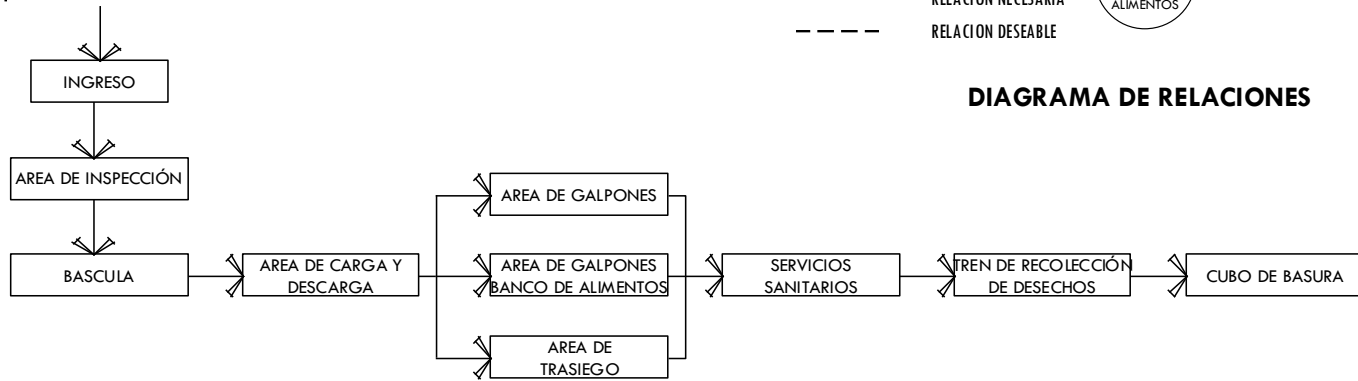 RELACION NECESARIA
ALIMENTOS
RELACION DESEABLE
DIAGRAMA DE RELACIONES
INGRESO
AREA DE INSPECCIÓN
BASCULA
AREA DE CARGA Y
DESCARGA
AREA DE GALPONES
AREA DE GALPONES
BANCO DE ALIMENTOS
AREA DE
TRASIEGO
SERVICIOS
SANITARIOS
TREN DE RECOLECCIÓN
DE DESECHOS
CUBO DE BASURA